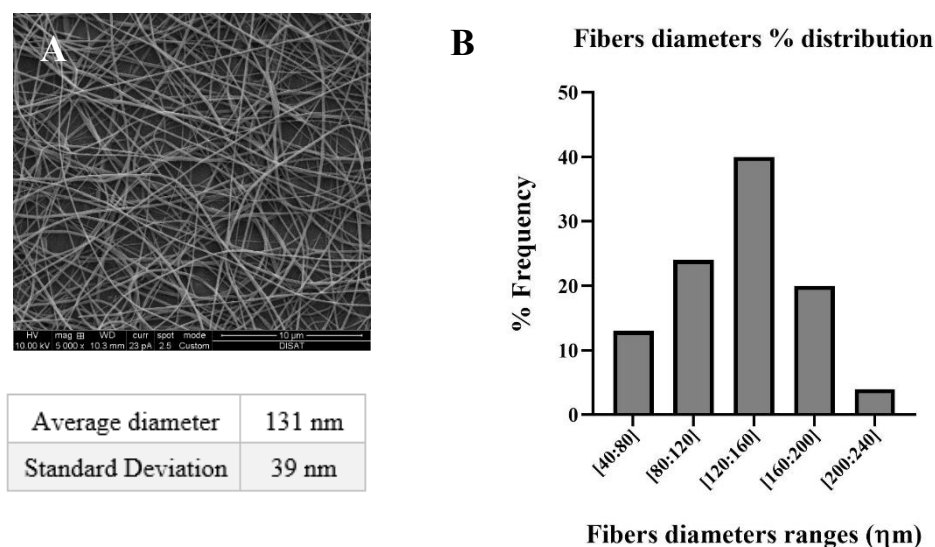 A
HV mag ⊞ WD curr spot mode 10 µm
10.00 kV 5 000 x 10.3 mm 23 pA 2.5 Custom DISAT
Average diameter 131 nm
Standard Deviation 39 nm
B
Fibers diameters % distribution
% Frequency
50
40
30
20
10
0
[40:80]
[80:120]
[120:160]
[160:200]
[200:240]
Fibers diameters ranges (ηm)